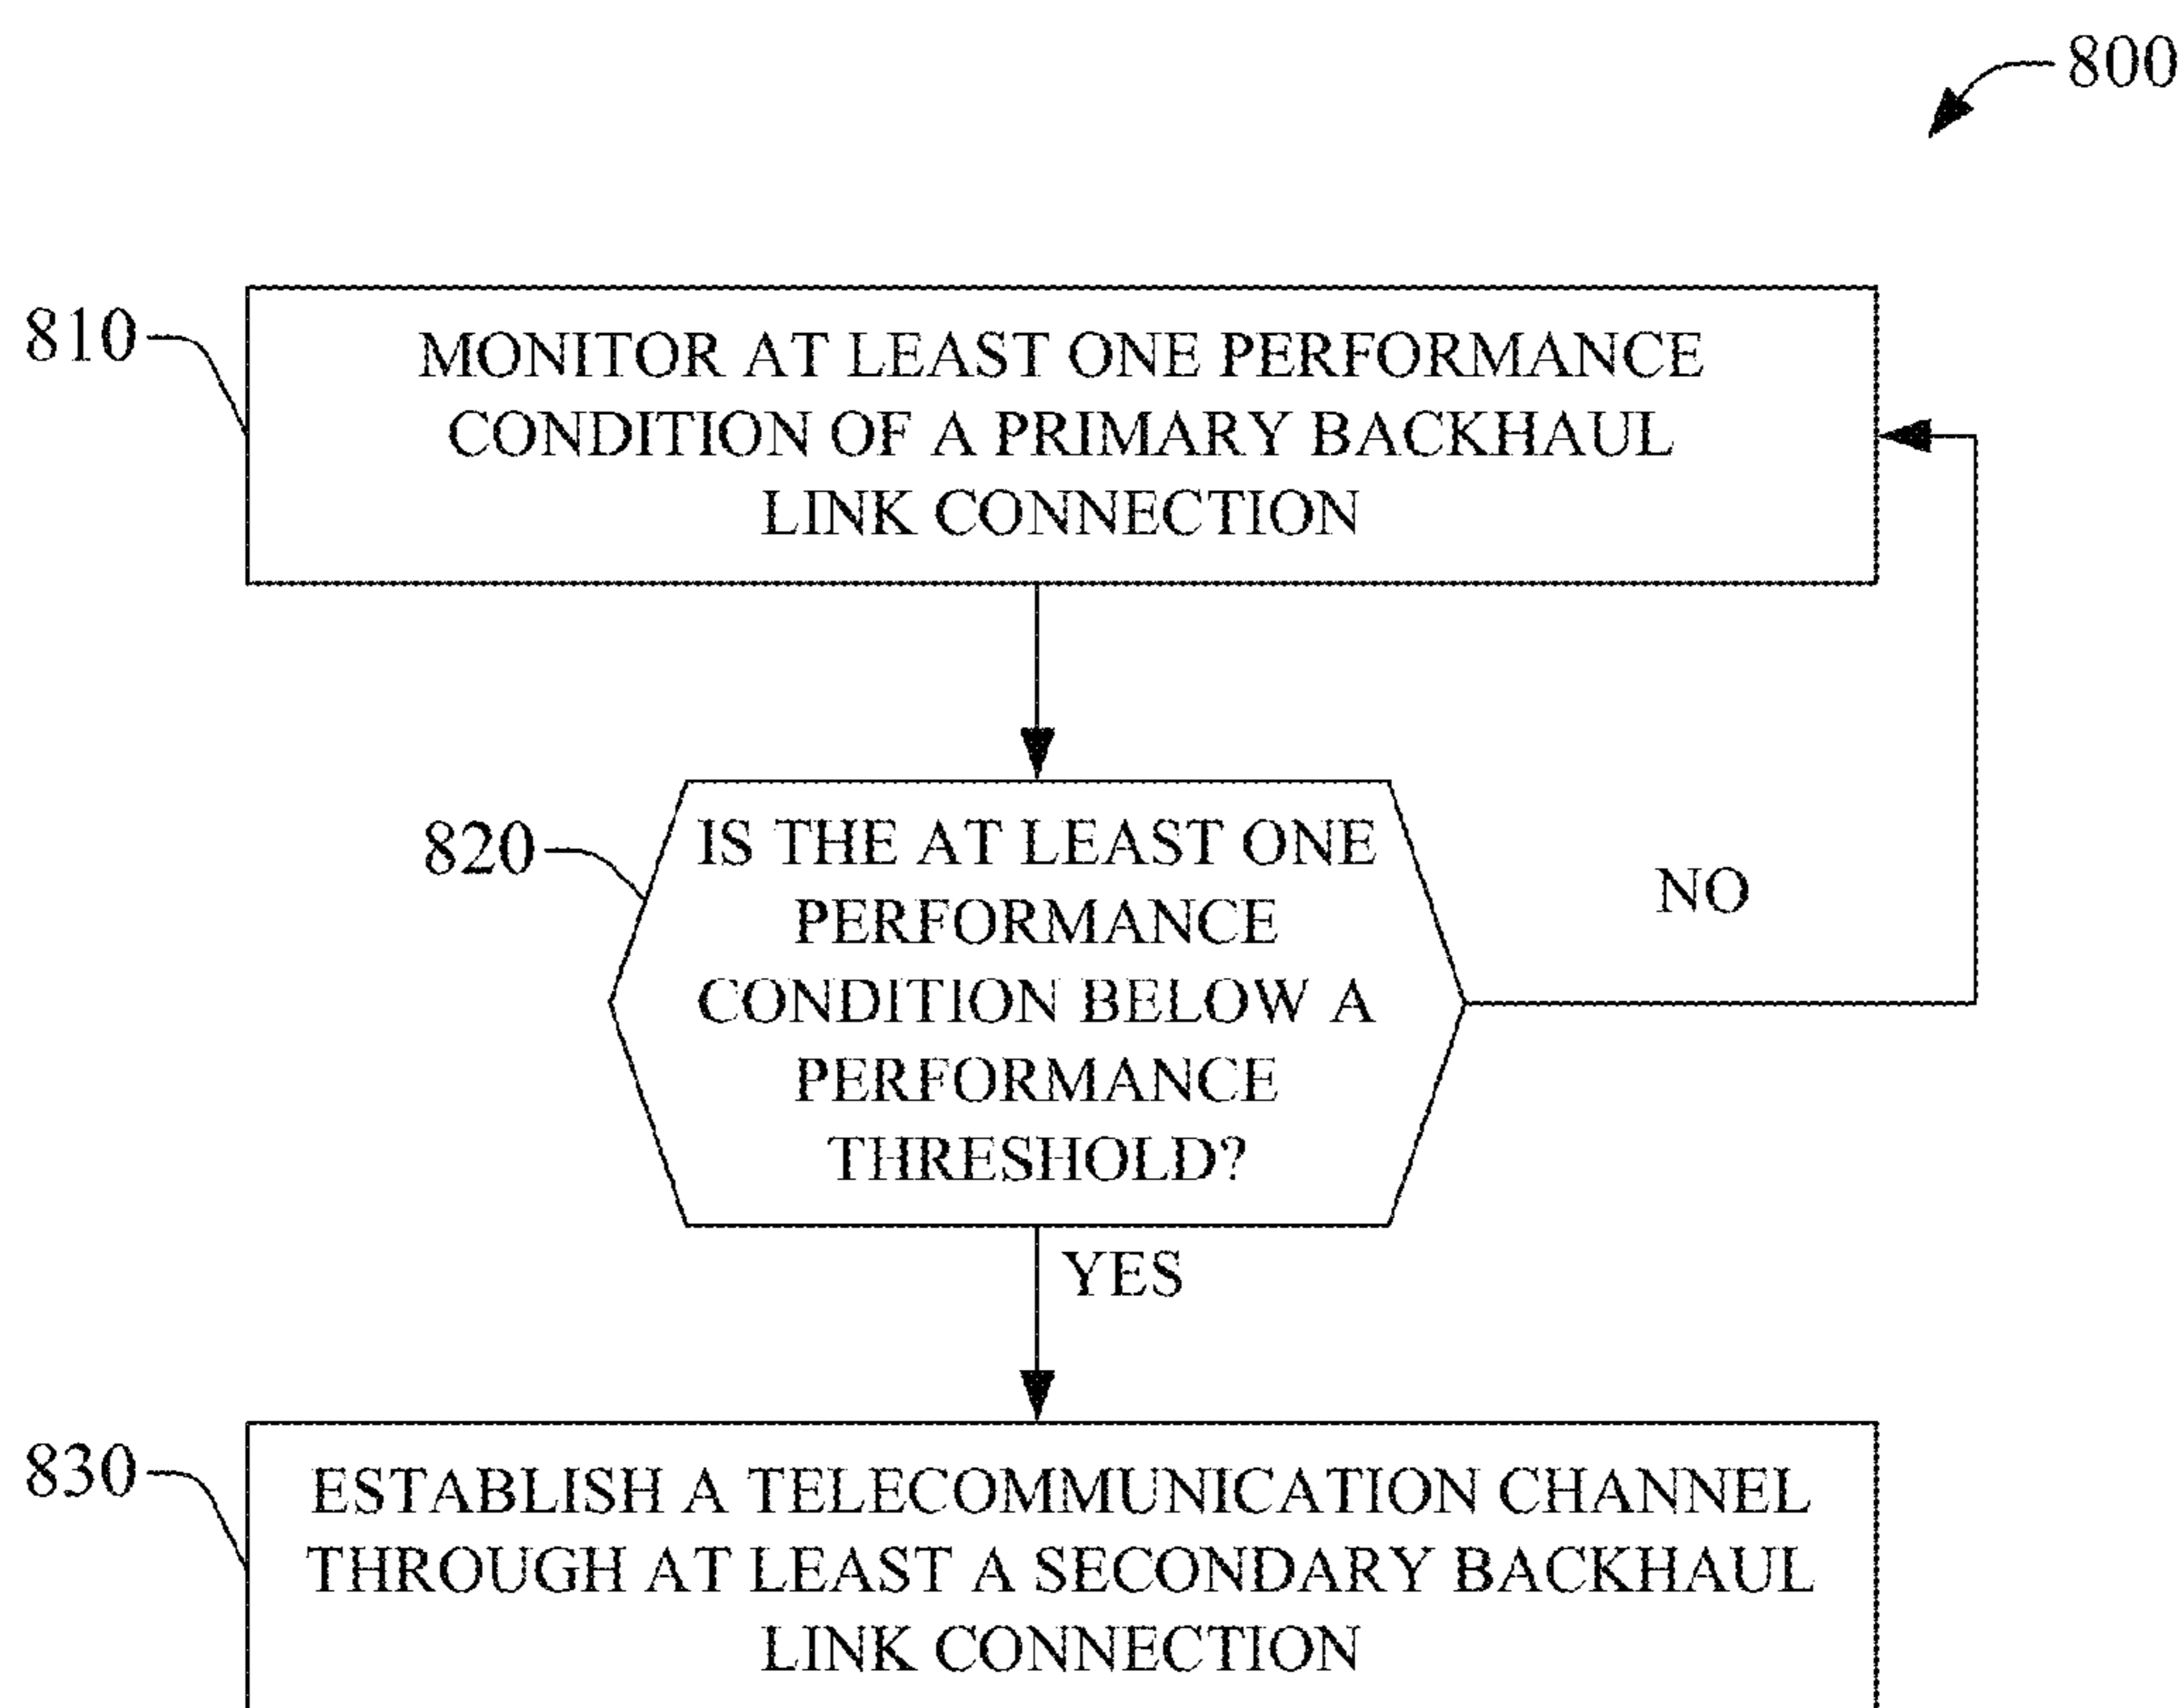 800
810
MONITOR AT LEAST ONE PERFORMANCE
CONDITION OF A PRIMARY BACKHAUL
LINK CONNECTION
820
IS THE AT LEAST ONE
PERFORMANCE
CONDITION BELOW A
PERFORMANCE
THRESHOLD?
NO
YES
830
ESTABLISH A TELECOMMUNICATION CHANNEL
THROUGH AT LEAST A SECONDARY BACKHAUL
LINK CONNECTION